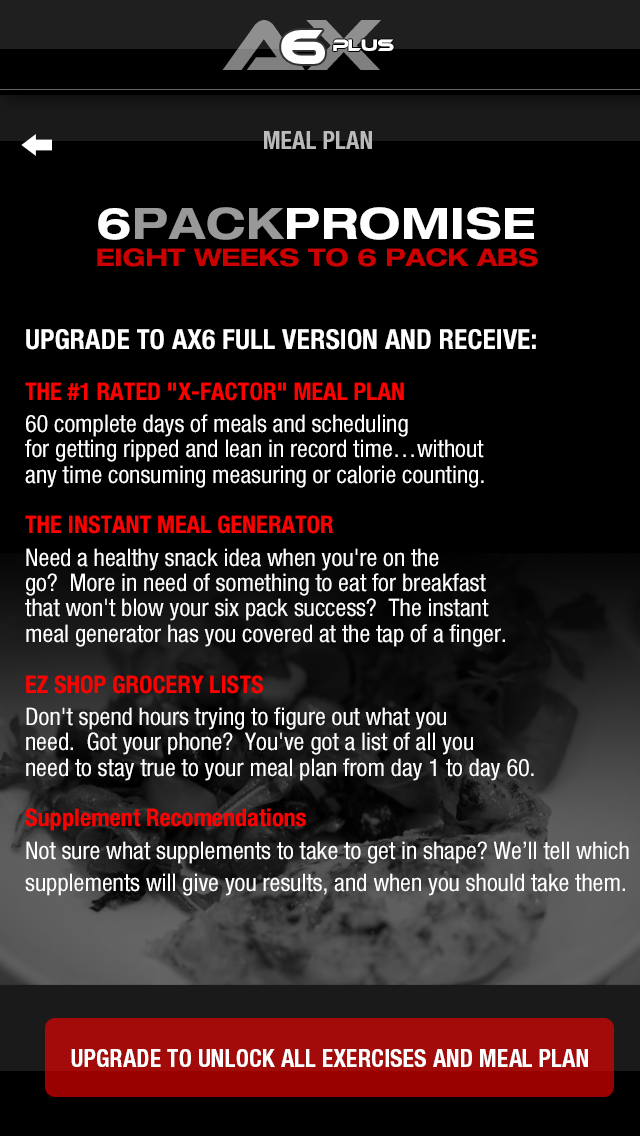 A6X PLUS
MEAL PLAN
6PACKPROMISE
EIGHT WEEKS TO 6 PACK ABS
UPGRADE TO AX6 FULL VERSION AND RECEIVE:
THE #1 RATED "X-FACTOR" MEAL PLAN
60 complete days of meals and scheduling
for getting ripped and lean in record time…without
any time consuming measuring or calorie counting.
THE INSTANT MEAL GENERATOR
Need a healthy snack idea when you're on the
go?  More in need of something to eat for breakfast
that won't blow your six pack success?  The instant
meal generator has you covered at the tap of a finger.
EZ SHOP GROCERY LISTS
Don't spend hours trying to figure out what you
need.  Got your phone?  You've got a list of all you
need to stay true to your meal plan from day 1 to day 60.
Supplement Recomendations
Not sure what supplements to take to get in shape? We’ll tell which
supplements will give you results, and when you should take them.
UPGRADE TO UNLOCK ALL EXERCISES AND MEAL PLAN